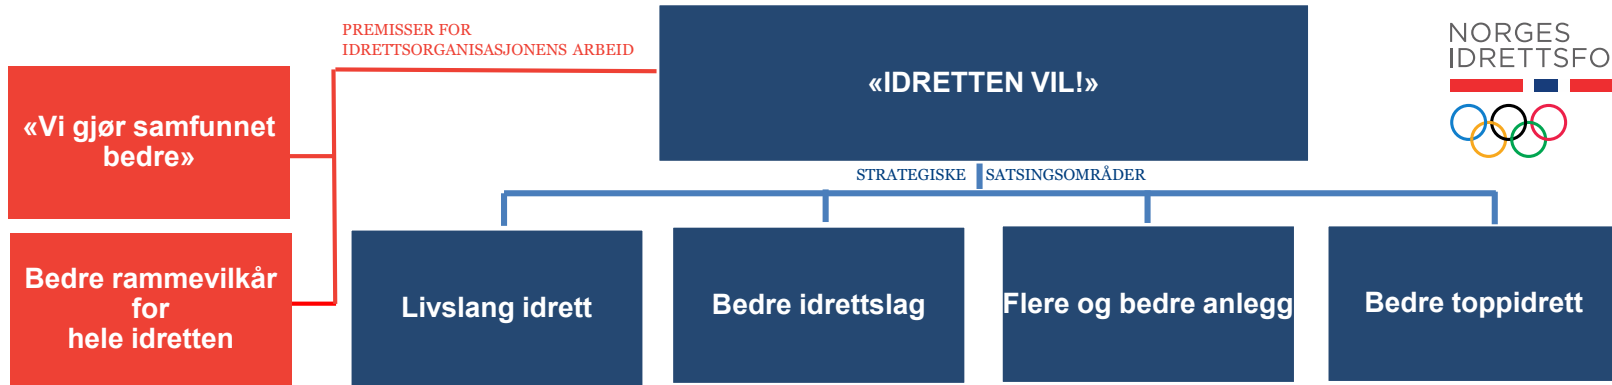 PREMISSER FOR
IDRETTSORGANISASJONENS ARBEID
«IDRETTEN VIL!»
NORGES
IDRETTSFO
«Vi gjør samfunnet
bedre»
STRATEGISKE SATSINGSOMRÅDER
Bedre rammevilkår
for
hele idretten
Livslang idrett
Bedre idrettslag
Flere og bedre anlegg
Bedre toppidrett